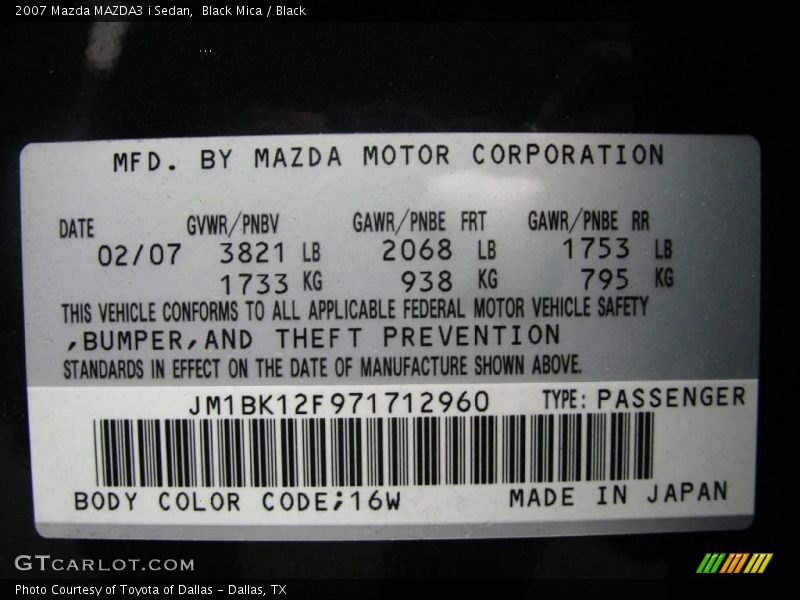 2007 Mazda MAZDA3 i Sedan,  Black Mica / Black
MFD. BY MAZDA MOTOR CORPORATION
DATE GVWR/PNBV GAWR/PNBE FRT GAWR/PNBE RR
02/07 3821 LB 2068 LB 1753 LB
1733 KG 938 KG 795 KG
THIS VEHICLE CONFORMS TO ALL APPLICABLE FEDERAL MOTOR VEHICLE SAFETY
,BUMPER,AND THEFT PREVENTION
STANDARDS IN EFFECT ON THE DATE OF MANUFACTURE SHOWN ABOVE.
JM1BK12F971712960 TYPE: PASSENGER
BODY COLOR CODE;16W MADE IN JAPAN
GTCARLOT.COM
Photo Courtesy of Toyota of Dallas - Dallas, TX